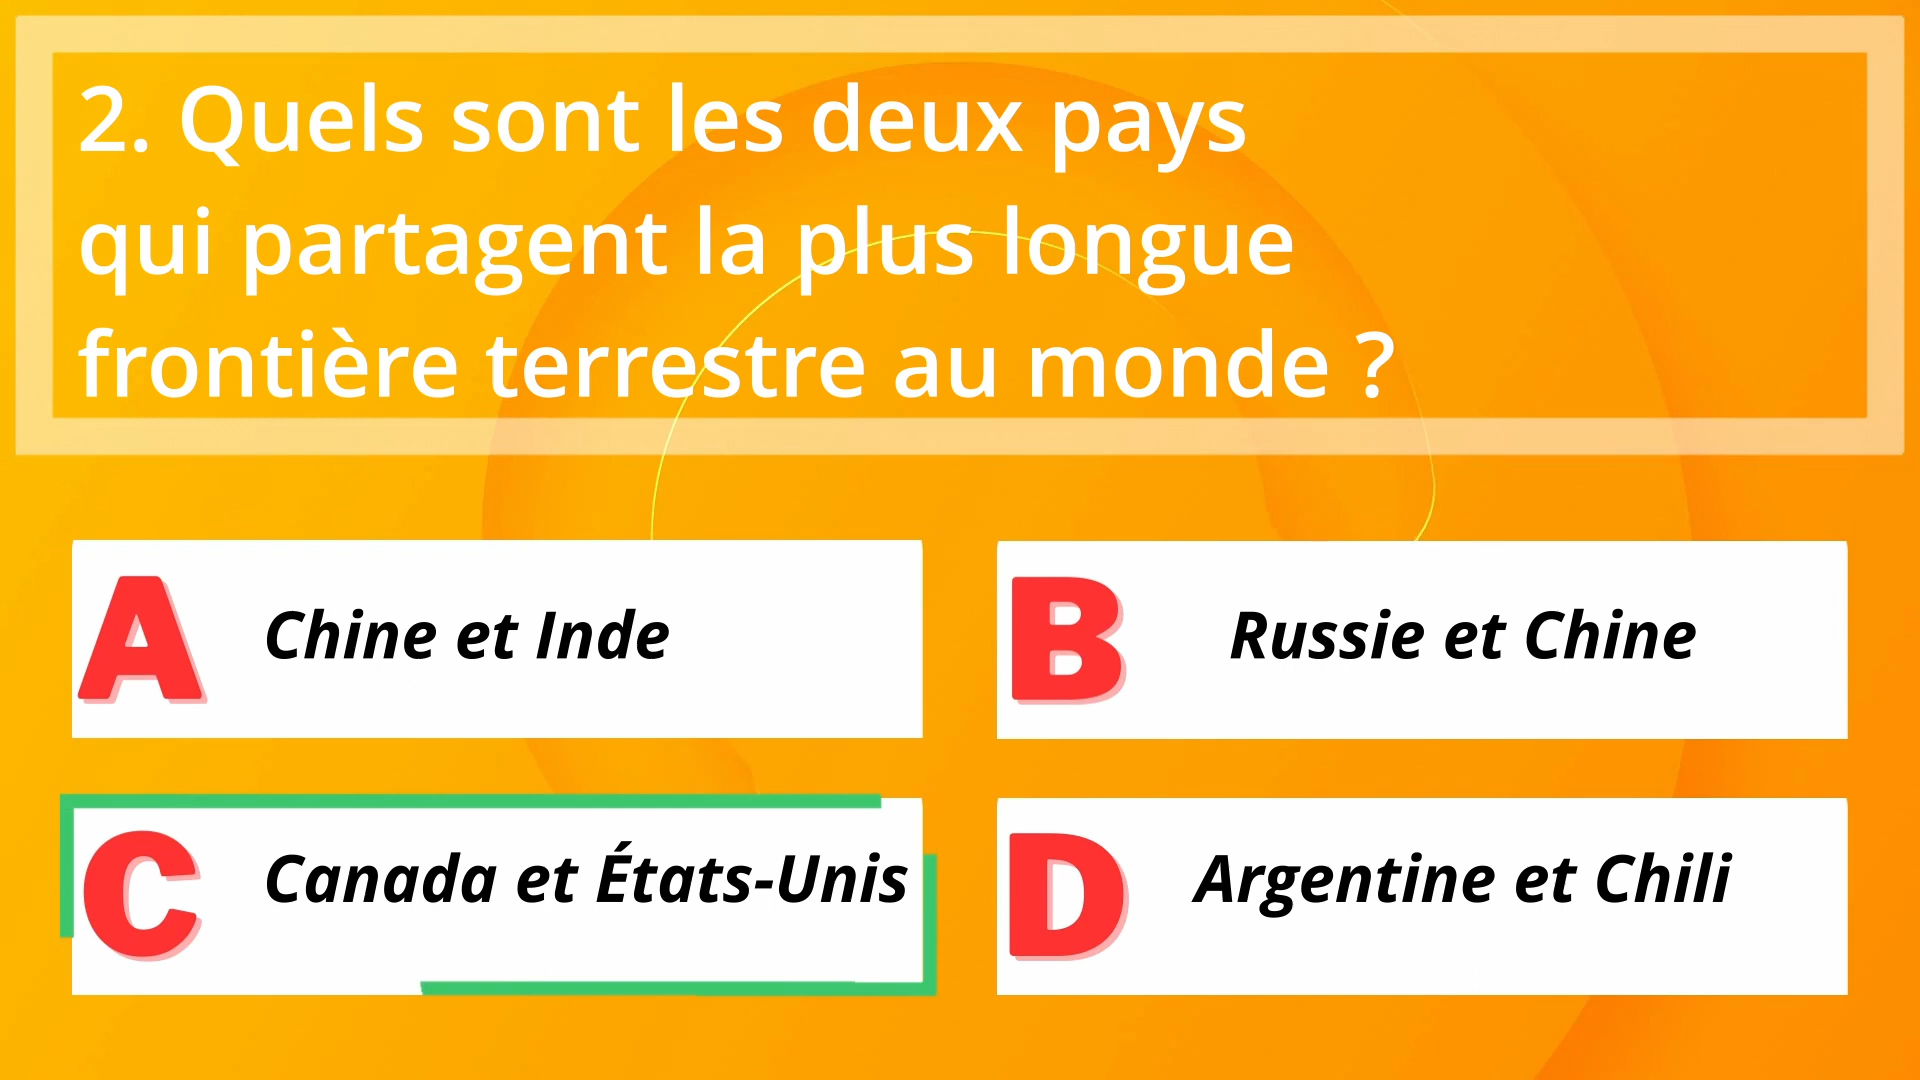 2. Quels sont les deux pays
qui partagent la plus longue
frontière terrestre au monde ?
A Chine et Inde
B Russie et Chine
C Canada et États-Unis
D Argentine et Chili